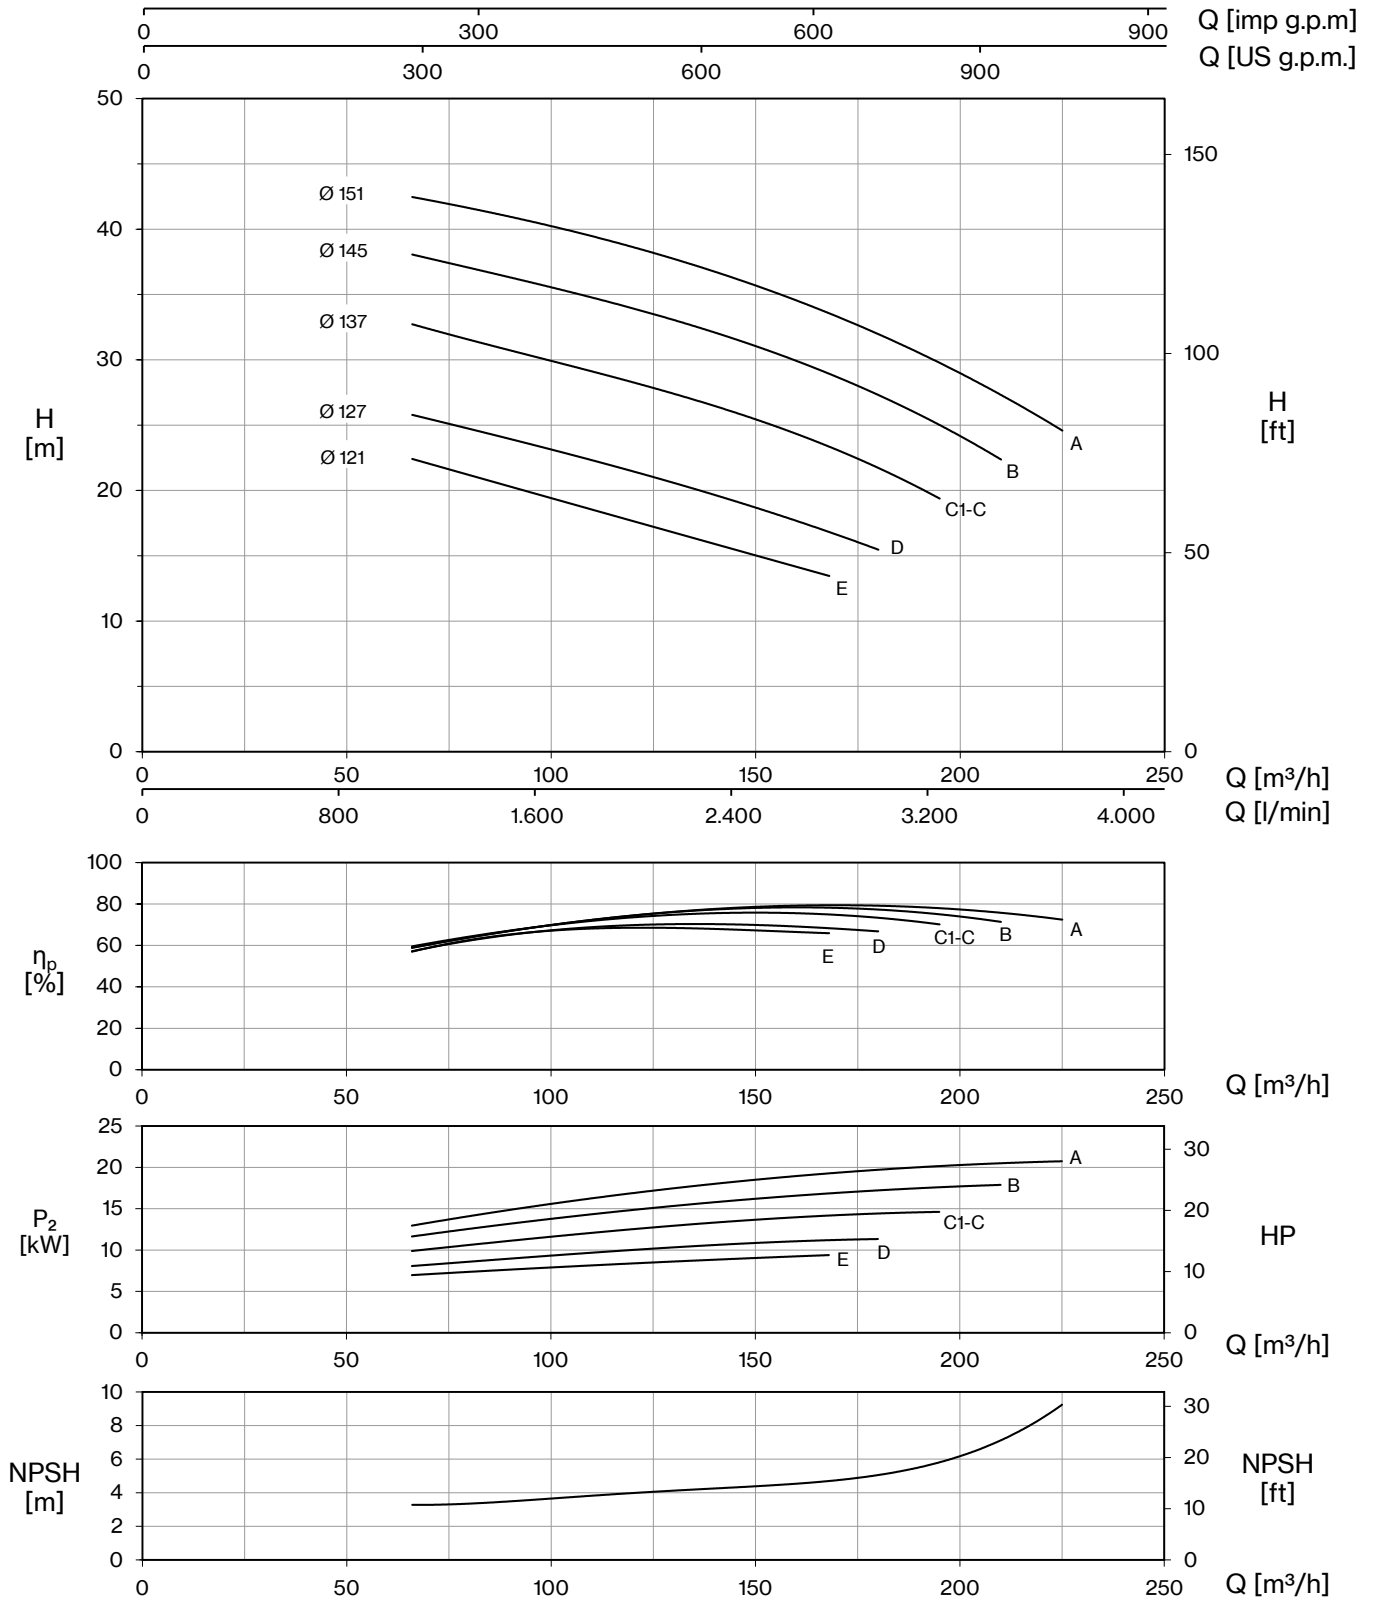 0 300 600 900 Q [imp g.p.m]
0 300 600 900 Q [US g.p.m.]
50
150
Ø 151
40
Ø 145
Ø 137
30
100
H
[m]
H
[ft]
Ø 127
A
Ø 121
B
20
C1-C
50
D
E
10
0 0
0 50 100 150 200 250 Q [m³/h]
0 800 1.600 2.400 3.200 4.000 Q [l/min]
100
80
60
40
20
0
ηp
[%]
E D C1-C B A
0 50 100 150 200 250 Q [m³/h]
25
20
15
10
5
0
P₂
[kW]
A
B
C1-C
D
E
30
20
10
0
HP
0 50 100 150 200 250 Q [m³/h]
10
8
6
4
2
0
NPSH
[m]
30
20
10
0
NPSH
[ft]
0 50 100 150 200 250 Q [m³/h]